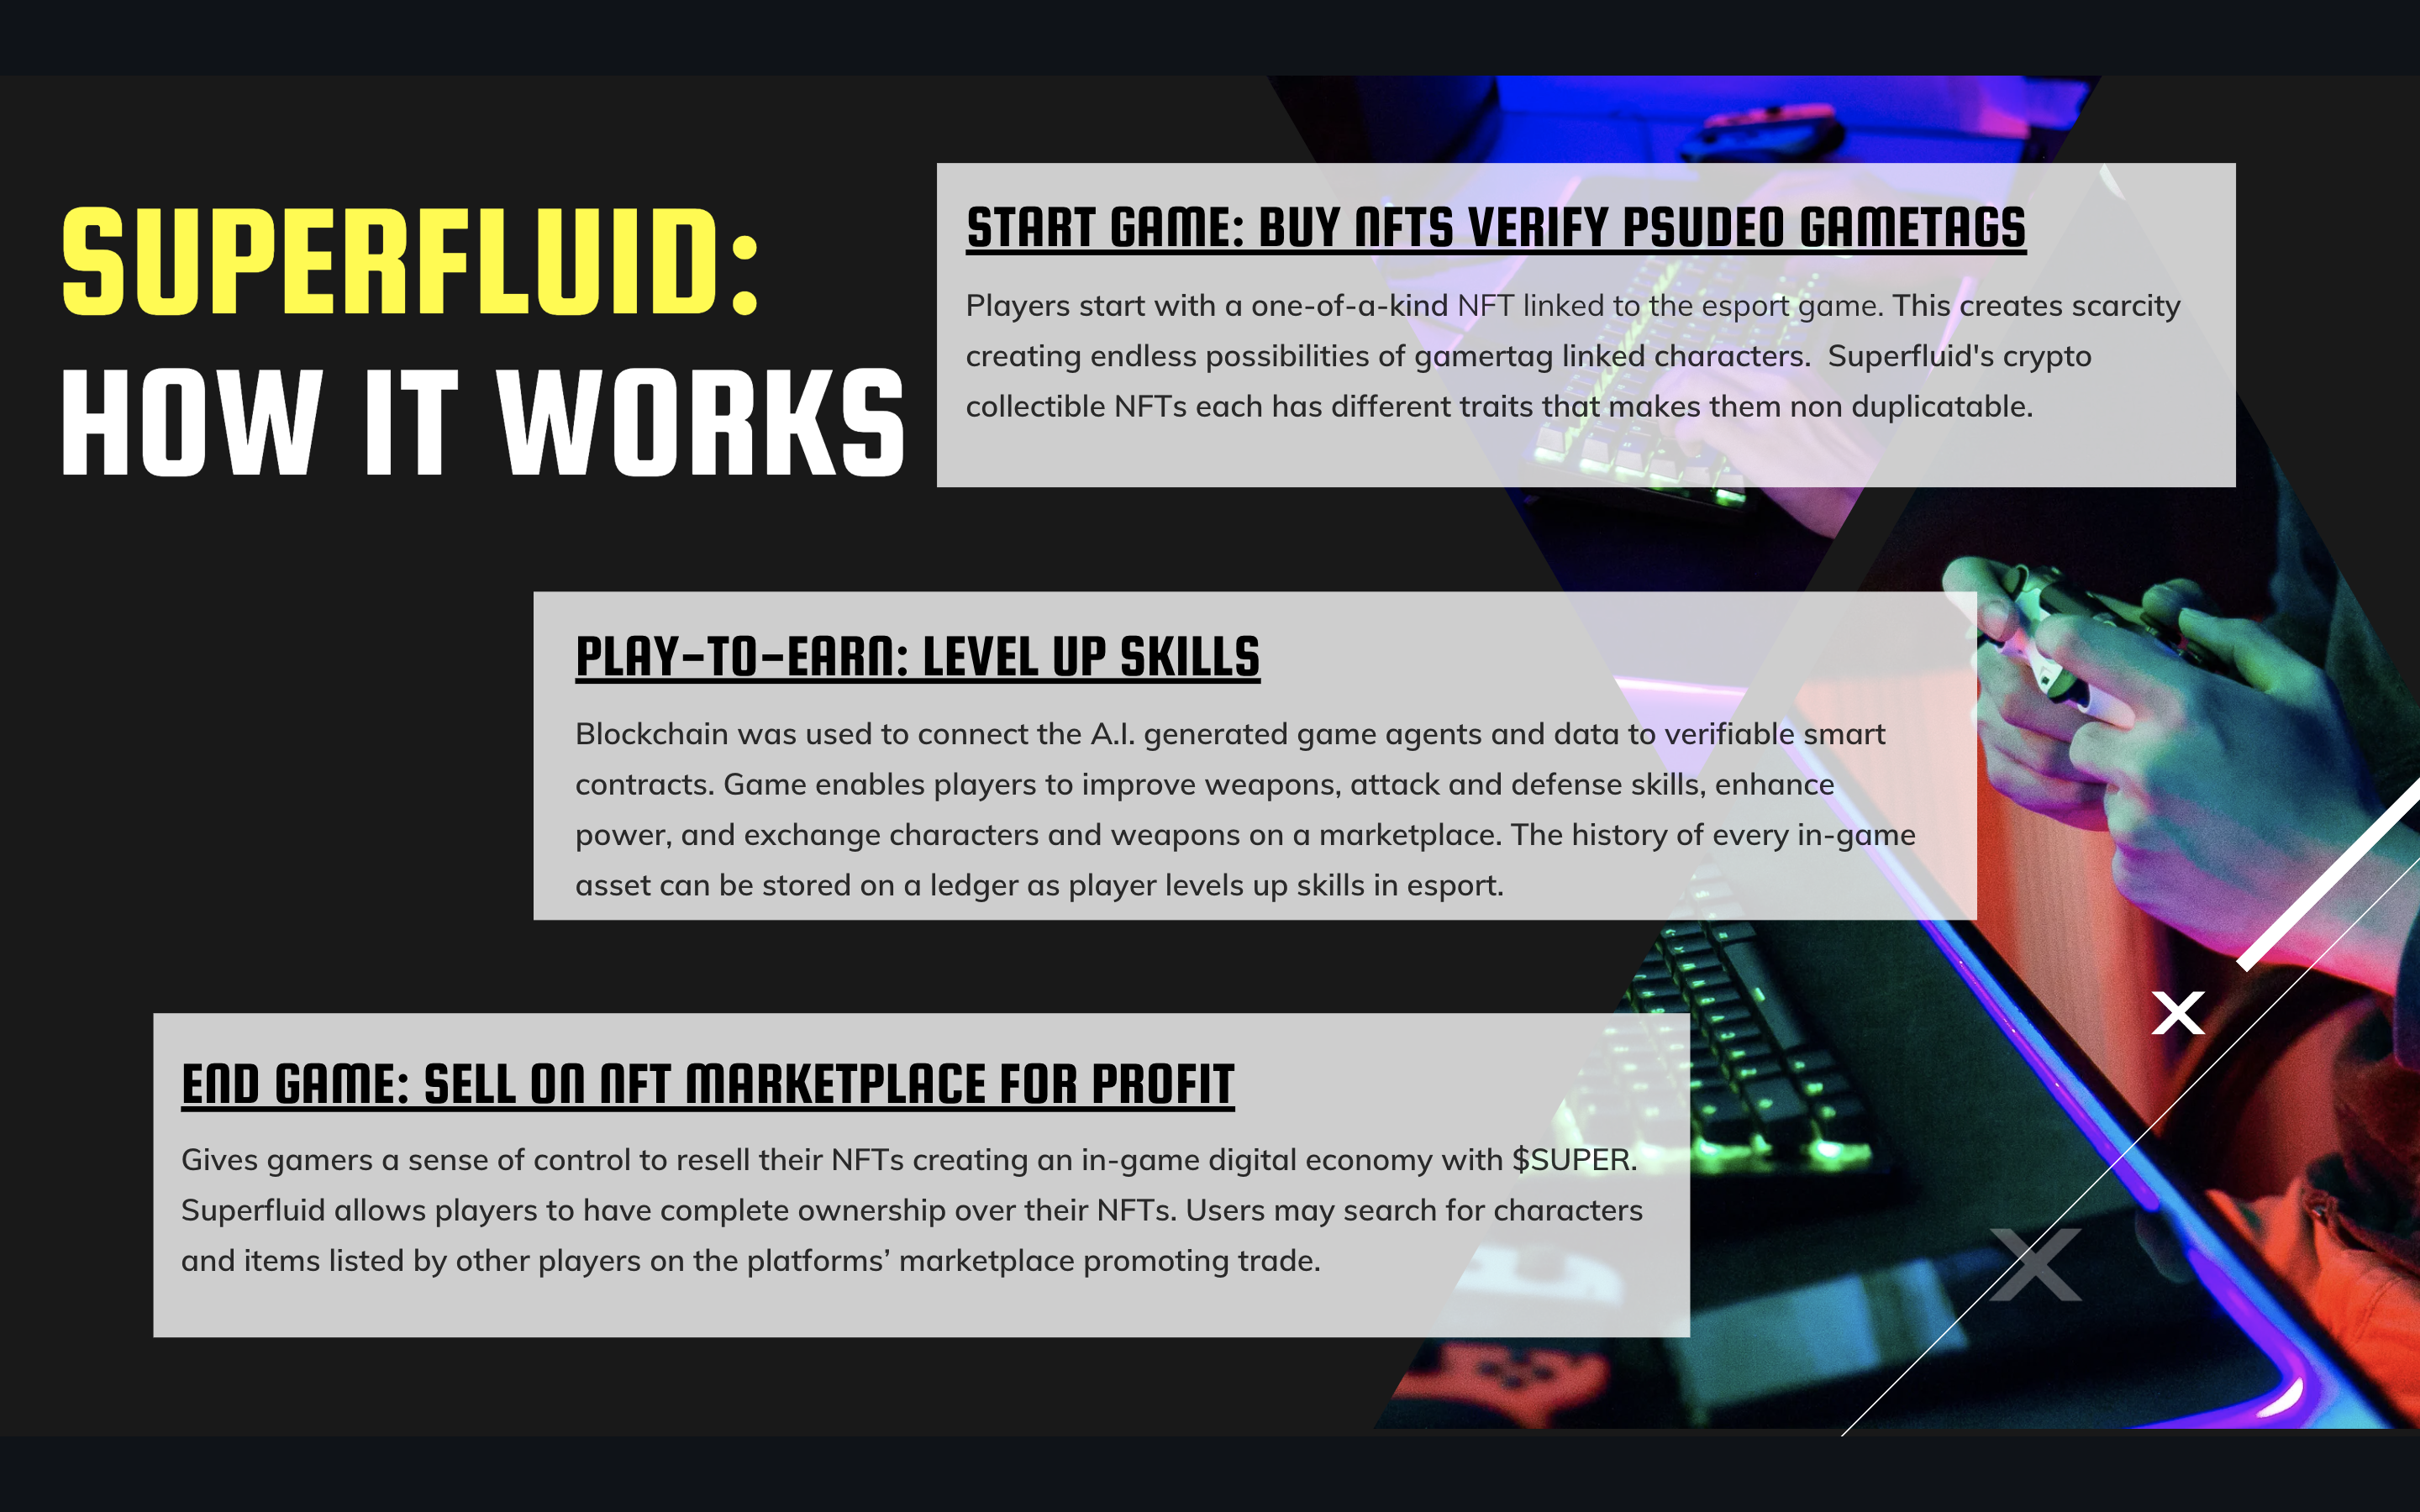 SUPERFLUID:
HOW IT WORKS
START GAME: BUY NFTS VERIFY PSUDEO GAMETAGS
Players start with a one-of-a-kind NFT linked to the esport game. This creates scarcity
creating endless possibilities of gamertag linked characters.  Superfluid's crypto
collectible NFTs each has different traits that makes them non duplicatable.
PLAY-TO-EARN: LEVEL UP SKILLS
Blockchain was used to connect the A.I. generated game agents and data to verifiable smart
contracts. Game enables players to improve weapons, attack and defense skills, enhance
power, and exchange characters and weapons on a marketplace. The history of every in-game
asset can be stored on a ledger as player levels up skills in esport.
END GAME: SELL ON NFT MARKETPLACE FOR PROFIT
Gives gamers a sense of control to resell their NFTs creating an in-game digital economy with $SUPER.
Superfluid allows players to have complete ownership over their NFTs. Users may search for characters
and items listed by other players on the platforms’ marketplace promoting trade.